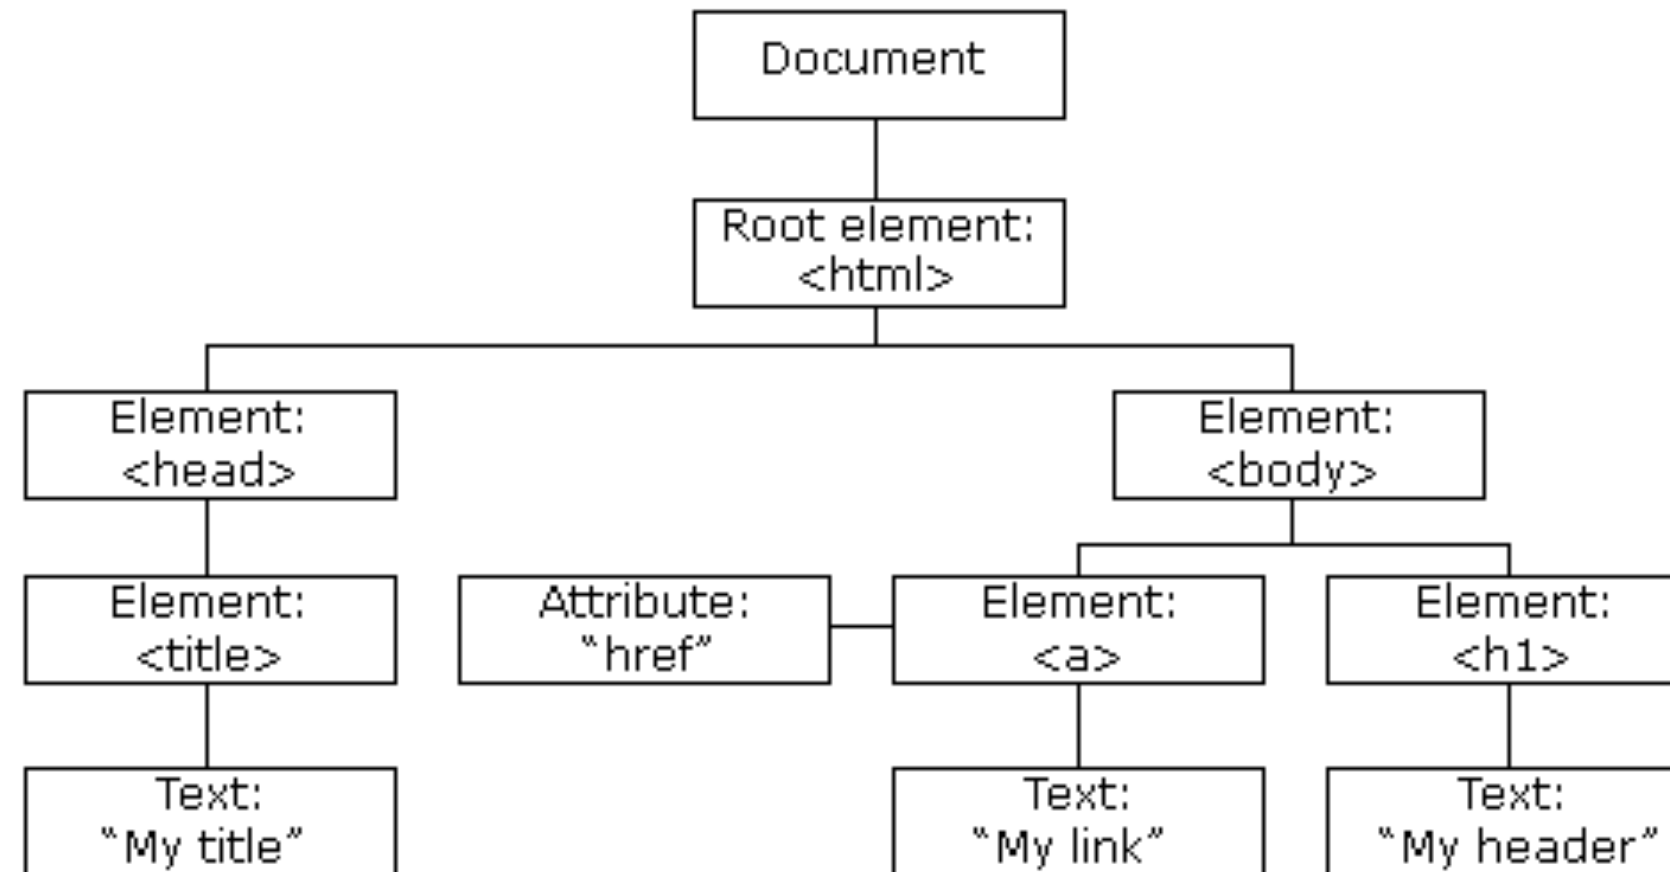 Document
Root element:
<html>
Element:
<head>
Element:
<body>
Element:
<title>
Attribute:
“href”
Element:
<a>
Element:
<h1>
Text:
“My title”
Text:
“My link”
Text:
“My header”